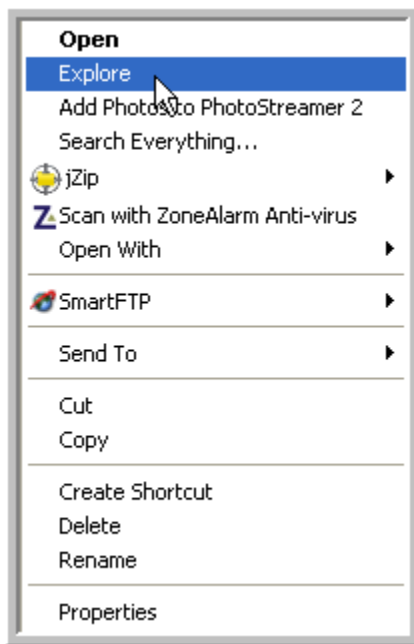 Open
Explore
Add Photos to PhotoStreamer 2
Search Everything...
jZip
Scan with ZoneAlarm Anti-virus
Open With
SmartFTP
Send To
Cut
Copy
Create Shortcut
Delete
Rename
Properties